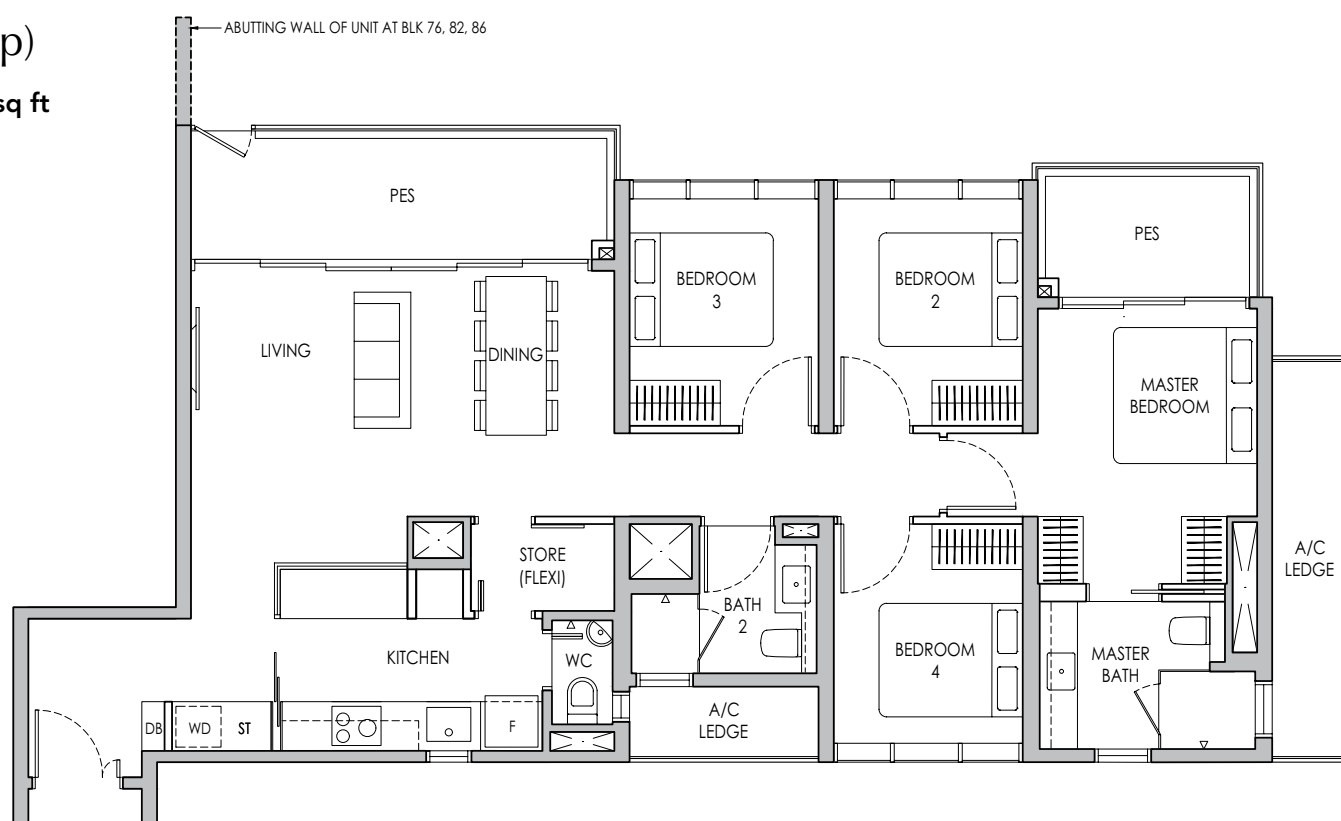 p)
sq ft
ABUTTING WALL OF UNIT AT BLK 76, 82, 86
PES
PES
BEDROOM
3
BEDROOM
2
LIVING
DINING
MASTER
BEDROOM
STORE
(FLEXI)
A/C
LEDGE
BATH
2
KITCHEN
WC
BEDROOM
4
MASTER
BATH
DB
WD
ST
F
A/C
LEDGE